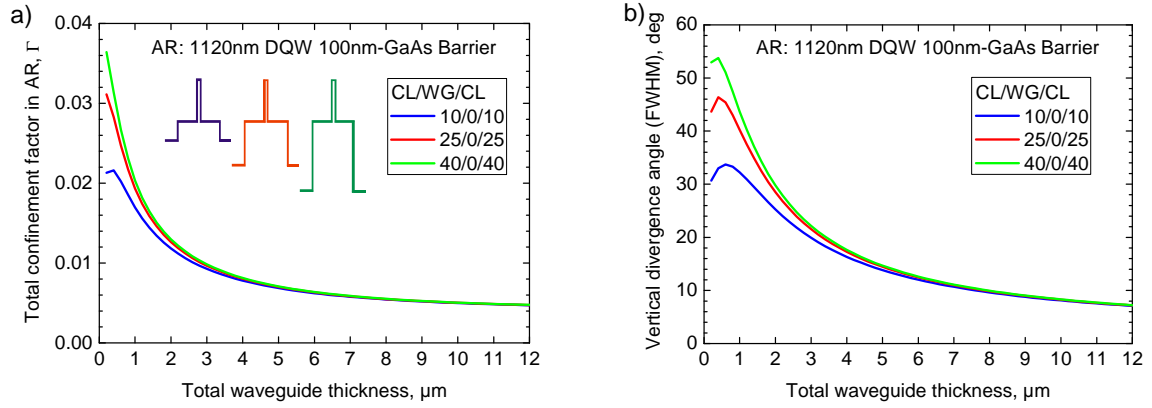 a)
AR: 1120nm DQW 100nm-GaAs Barrier
CL/WG/CL
10/0/10
25/0/25
40/0/40
Total confinement factor in AR, Γ
0.04
0.03
0.02
0.01
0.00
0 1 2 3 4 5 6 7 8 9 10 11 12
Total waveguide thickness, µm
b)
AR: 1120nm DQW 100nm-GaAs Barrier
CL/WG/CL
10/0/10
25/0/25
40/0/40
Vertical divergence angle (FWHM), deg
60
50
40
30
20
10
0
0 1 2 3 4 5 6 7 8 9 10 11 12
Total waveguide thickness, µm